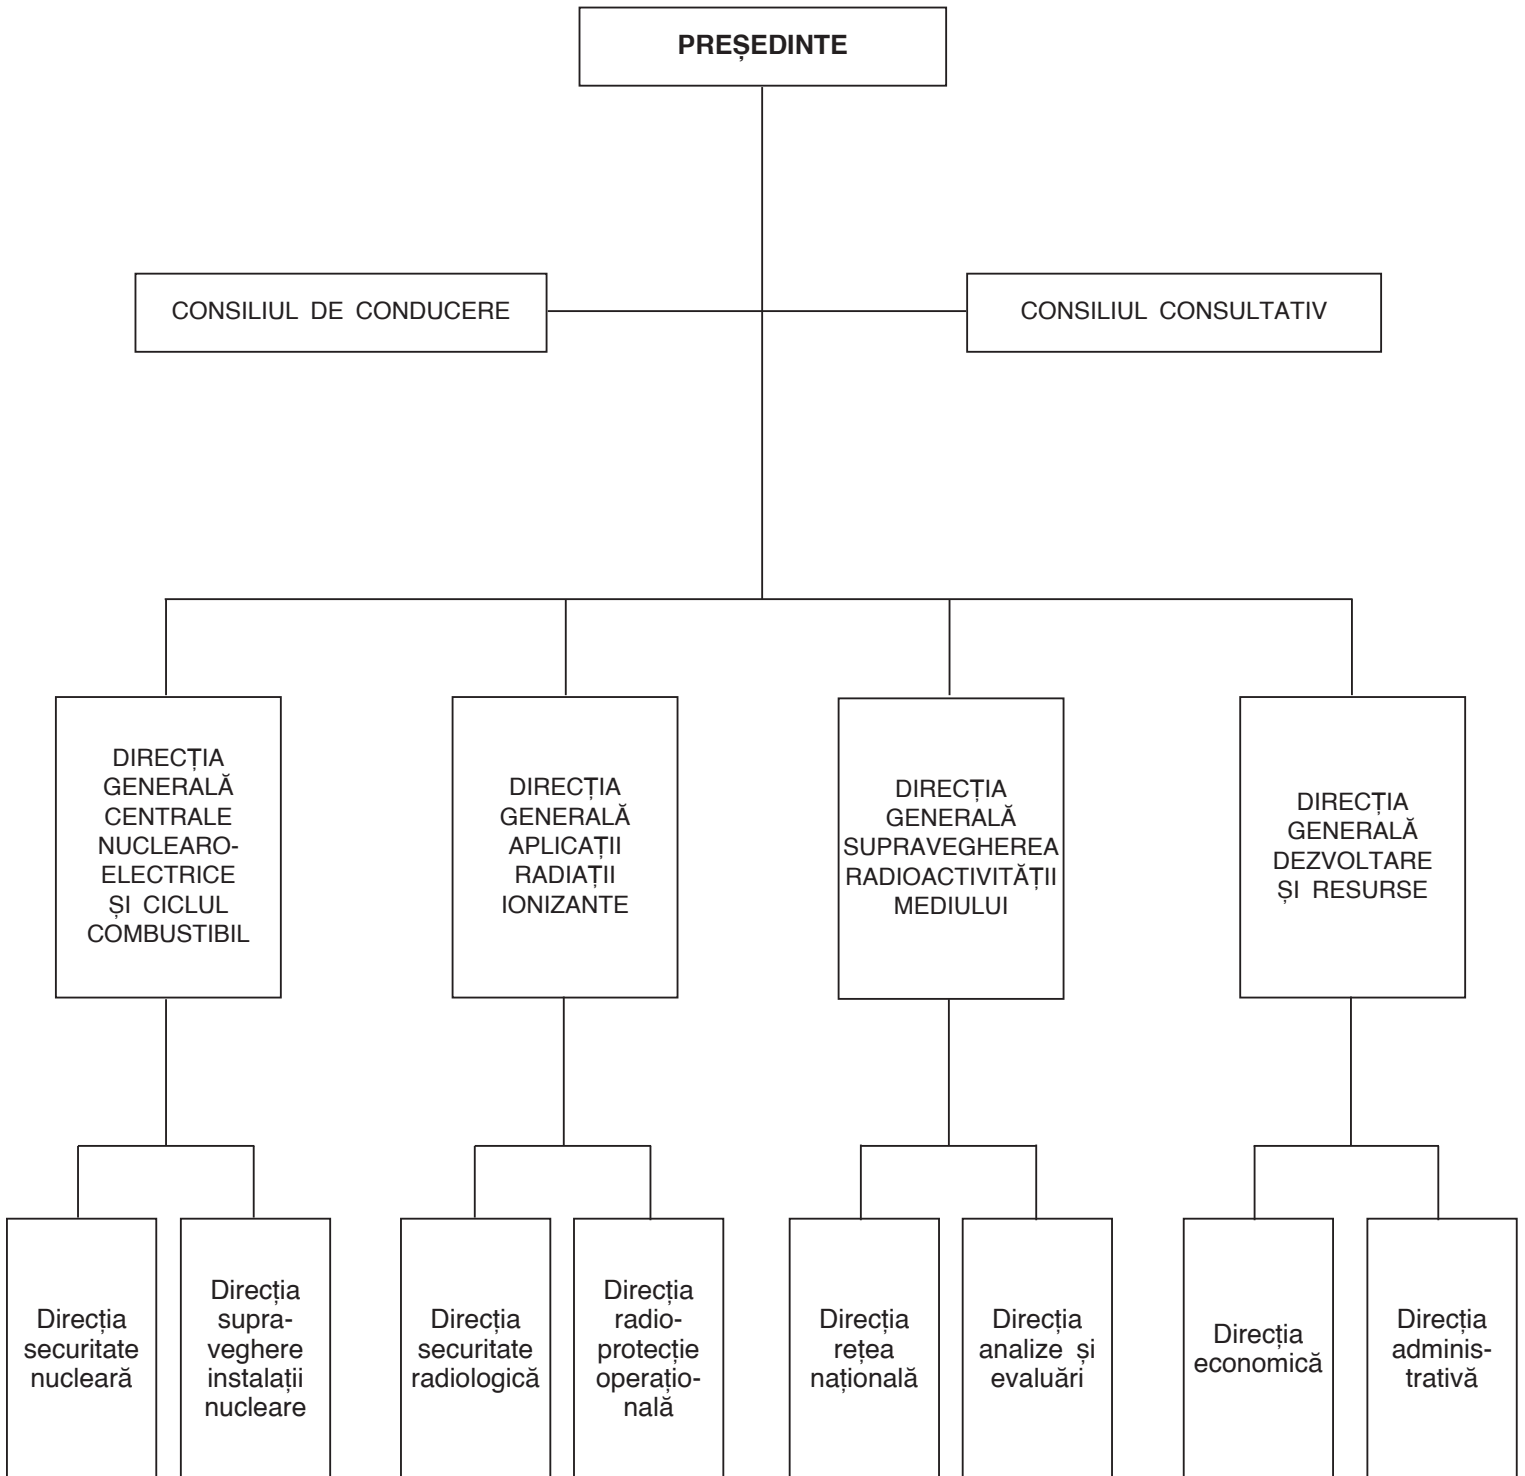 PREȘEDINTE
CONSILIUL DE CONDUCERE
CONSILIUL CONSULTATIV
DIRECȚIA
GENERALĂ
CENTRALE
NUCLEARO-
ELECTRICE
ȘI CICLUL
COMBUSTIBIL
DIRECȚIA
GENERALĂ
APLICAȚII
RADIAȚII
IONIZANTE
DIRECȚIA
GENERALĂ
SUPRAVEGHEREA
RADIOACTIVITĂȚII
MEDIULUI
DIRECȚIA
GENERALĂ
DEZVOLTARE
ȘI RESURSE
Direcția
securitate
nucleară
Direcția
supra-
veghere
instalații
nucleare
Direcția
securitate
radiologică
Direcția
radio-
protecție
operațio-
nală
Direcția
rețea
națională
Direcția
analize și
evaluări
Direcția
economică
Direcția
adminis-
trativă